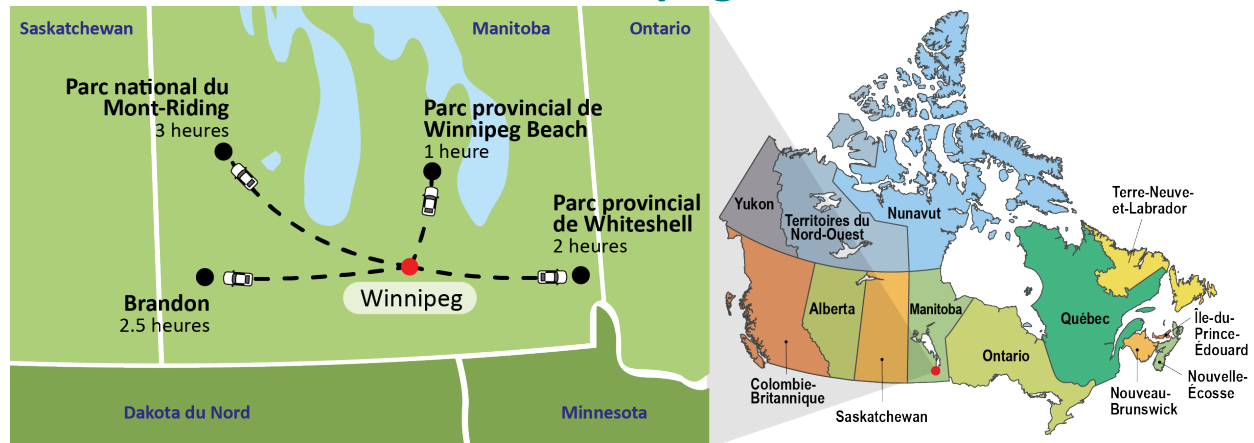 Saskatchewan
Manitoba
Ontario
Parc national du
Mont-Riding
3 heures
Parc provincial de
Winnipeg Beach
1 heure
Parc provincial
de Whiteshell
2 heures
Brandon
2.5 heures
Winnipeg
Dakota du Nord
Minnesota
Yukon
Territoires du
Nord-Ouest
Nunavut
Terre-Neuve-
et-Labrador
Alberta
Manitoba
Québec
Ontario
Île-du-
Prince-
Édouard
Colombie-
Britannique
Saskatchewan
Nouveau-
Brunswick
Nouvelle-
Écosse